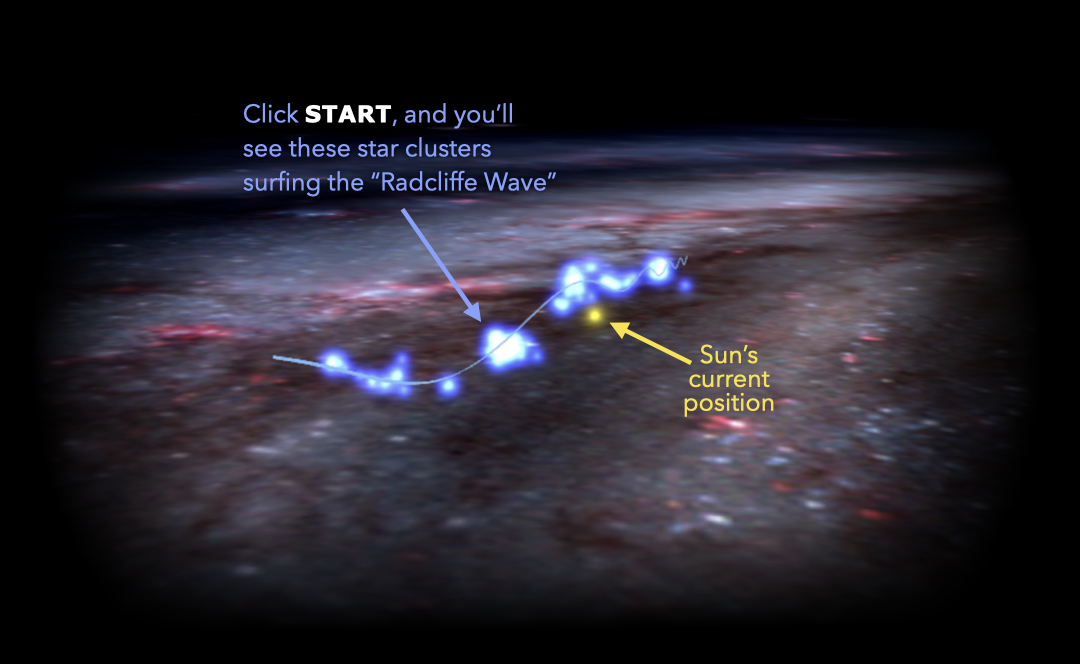 Click START, and you’ll
see these star clusters
surfing the “Radcliffe Wave”
Sun’s
current
position